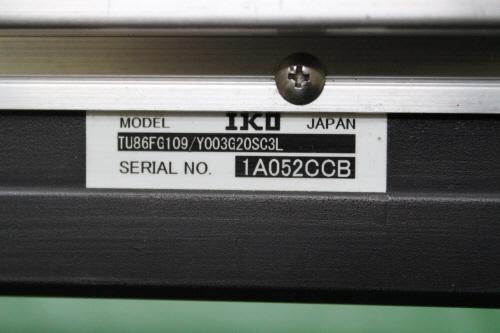 MODEL IKO JAPAN
TU86FG109/Y003G20SC3L
SERIAL NO. 1A052CCB